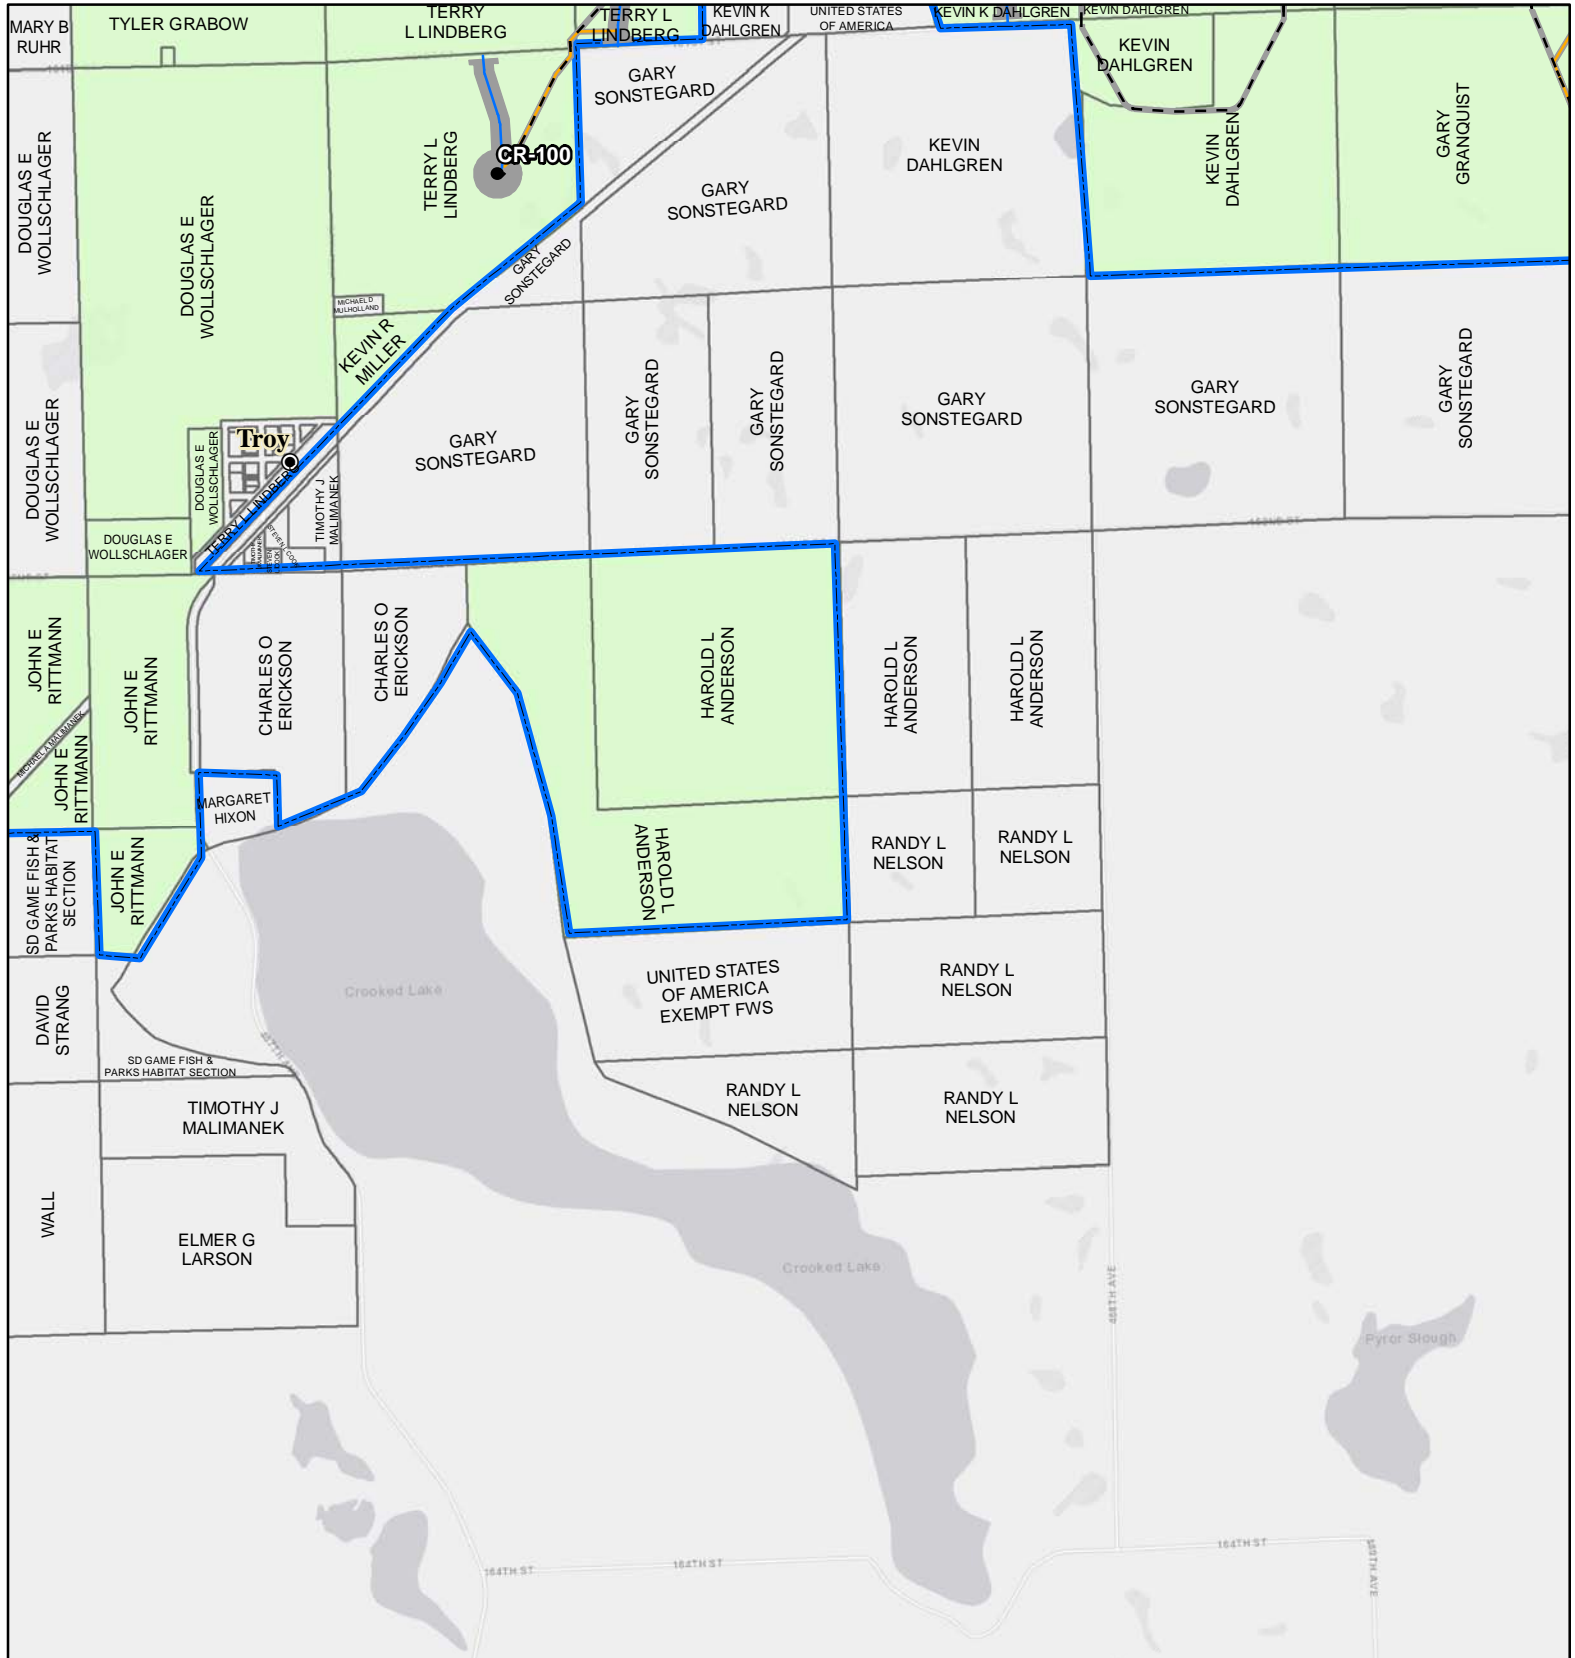 MARY B
RUHR
TYLER GRABOW
TERRY
L LINDBERG
TERRY L
LINDBERG
KEVIN K
DAHLGREN
UNITED STATES
OF AMERICA
KEVIN K DAHLGREN
KEVIN DAHLGREN
KEVIN
DAHLGREN
GARY
SONSTEGARD
DOUGLAS E
WOLLSCHLAGER
DOUGLAS E
WOLLSCHLAGER
TERRY L
LINDBERG
CR-100
GARY
SONSTEGARD
KEVIN
DAHLGREN
KEVIN
DAHLGREN
GARY
GRANQUIST
GARY
SONSTEGARD
MICHAEL D
MULHOLLAND
KEVIN R
MILLER
DOUGLAS E
WOLLSCHLAGER
DOUGLAS E
WOLLSCHLAGER
Troy
TERRY L LINDBERG
TIMOTHY J
MALIMANEK
STEVEN L COOK
GARY
SONSTEGARD
GARY
SONSTEGARD
GARY
SONSTEGARD
GARY
SONSTEGARD
GARY
SONSTEGARD
GARY
SONSTEGARD
DOUGLAS E
WOLLSCHLAGER
JOHN E
RITTMANN
JOHN E
RITTMANN
MICHAEL A MALIMANEK
JOHN E
RITTMANN
CHARLES O
ERICKSON
CHARLES O
ERICKSON
HAROLD L
ANDERSON
HAROLD L
ANDERSON
HAROLD L
ANDERSON
MARGARET
HIXON
SD GAME FISH &
PARKS HABITAT
SECTION
JOHN E
RITTMANN
HAROLD L
ANDERSON
RANDY L
NELSON
RANDY L
NELSON
DAVID
STRANG
Crooked Lake
UNITED STATES
OF AMERICA
EXEMPT FWS
RANDY L
NELSON
SD GAME FISH &
PARKS HABITAT SECTION
TIMOTHY J
MALIMANEK
RANDY L
NELSON
RANDY L
NELSON
WALL
ELMER G
LARSON
Crooked Lake
468TH AVE
Pyror Slough
164TH ST
164TH ST
164TH ST
469TH AVE